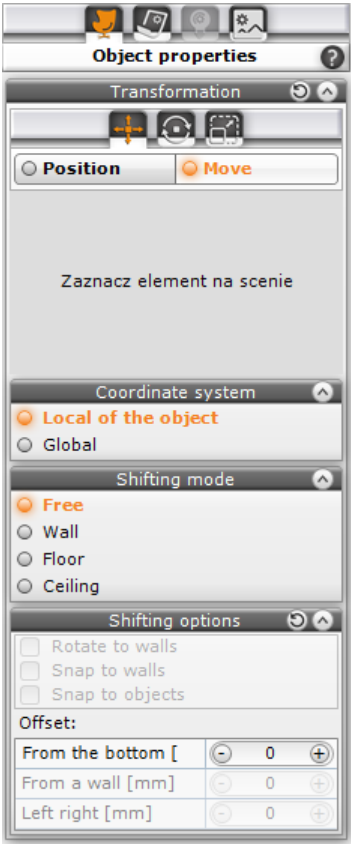 Object properties
?
Transformation
Position
Move
Zaznacz element na scenie
Coordinate system
Local of the object
Global
Shifting mode
Free
Wall
Floor
Ceiling
Shifting options
Rotate to walls
Snap to walls
Snap to objects
Offset:
From the bottom [ - 0 +
From a wall [mm] - 0 +
Left right [mm] - 0 +